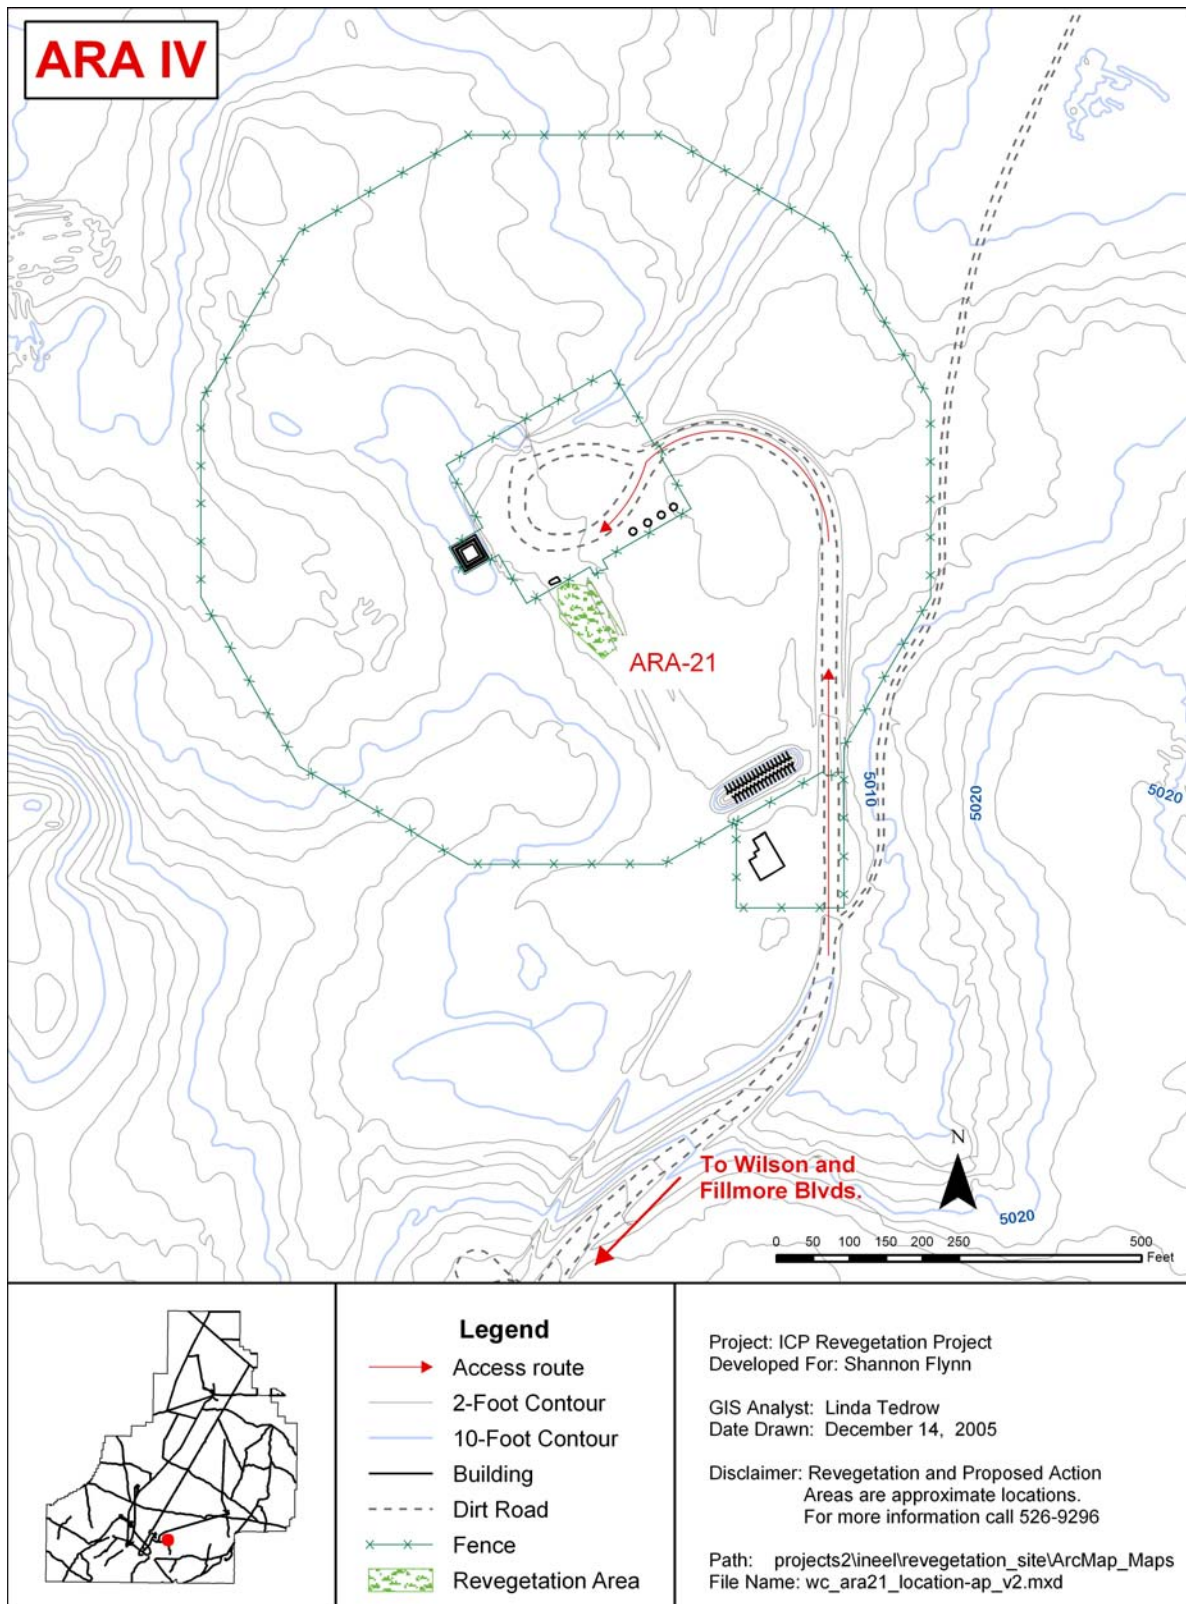 ARA IV
ARA-21
5010
5020
5020
5020
To Wilson and
Fillmore Blvds.
N
0 50 100 150 200 250 500
Feet
Legend
Access route
2-Foot Contour
10-Foot Contour
Building
Dirt Road
Fence
Revegetation Area
Project: ICP Revegetation Project
Developed For: Shannon Flynn
GIS Analyst: Linda Tedrow
Date Drawn: December 14, 2005
Disclaimer: Revegetation and Proposed Action
Areas are approximate locations.
For more information call 526-9296
Path: projects2\ineel\revegetation_site\ArcMap_Maps
File Name: wc_ara21_location-ap_v2.mxd